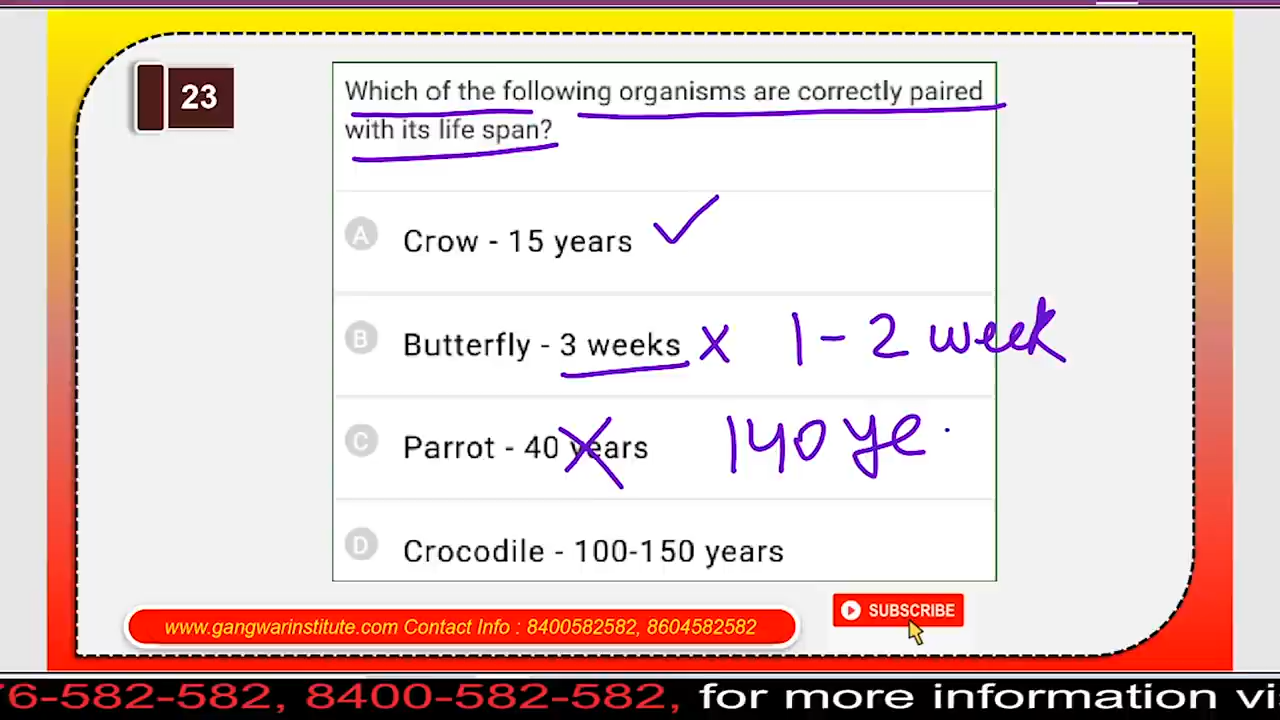 23
Which of the following organisms are correctly paired
with its life span?
A Crow - 15 years
B Butterfly - 3 weeks x 1-2 week
C Parrot - 40 years 140 ye.
D Crocodile - 100-150 years
www.gangwarinstitute.com Contact Info : 8400582582, 8604582582
SUBSCRIBE
76-582-582, 8400-582-582, for more information vi